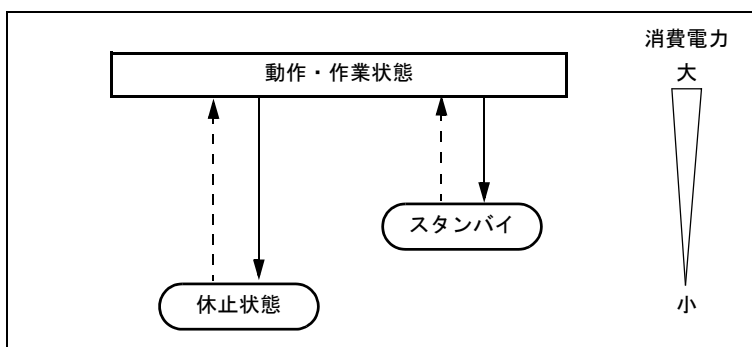 消費電力
大
動作・作業状態
スタンバイ
休止状態
小